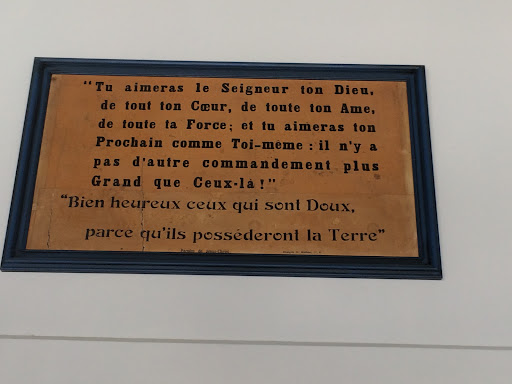 “Tu aimeras le Seigneur ton Dieu,
de tout ton Cœur, de toute ton Ame,
de toute ta Force; et tu aimeras ton
Prochain comme Toi-même : il n'y a
pas d'autre commandement plus
Grand que Ceux-là !”
“Bien heureux ceux qui sont Doux,
parce qu'ils posséderont la Terre”